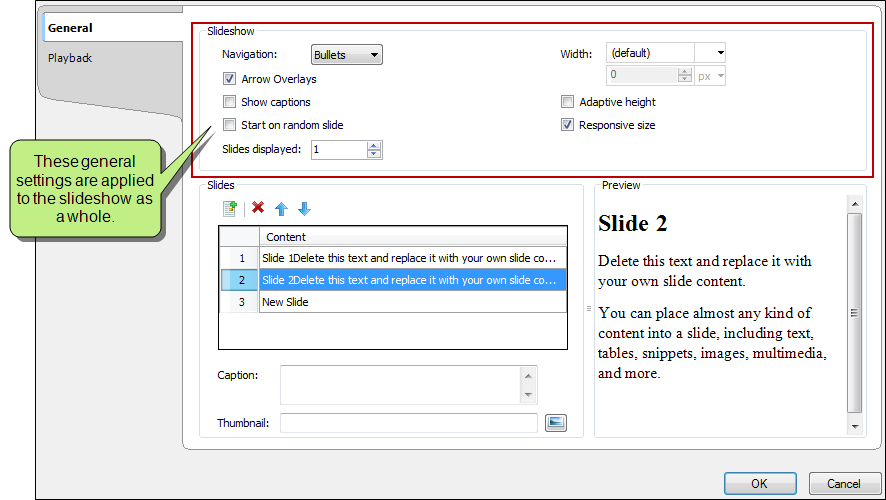 General
Playback
Slideshow
Navigation: Bullets
Width: (default)
Arrow Overlays
0 px
Show captions
Adaptive height
Start on random slide
Responsive size
Slides displayed: 1
These general
settings are applied
to the slideshow as
a whole.
Slides
Content
1 Slide 1Delete this text and replace it with your own slide co...
2 Slide 2Delete this text and replace it with your own slide co...
3 New Slide
Caption:
Thumbnail:
Preview
Slide 2
Delete this text and replace it with
your own slide content.
You can place almost any kind of
content into a slide, including text,
tables, snippets, images, multimedia,
and more.
OK
Cancel